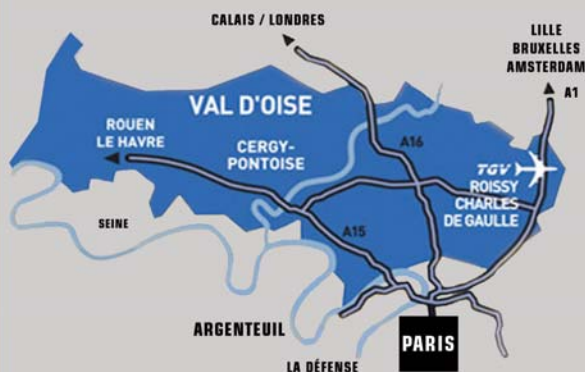 CALAIS / LONDRES
LILLE
BRUXELLES
AMSTERDAM
A1
VAL D'OISE
ROUEN
LE HAVRE
CERGY-
PONTOISE
A16
TGV
ROISSY
CHARLES
DE GAULLE
SEINE
A15
ARGENTEUIL
PARIS
LA DÉFENSE